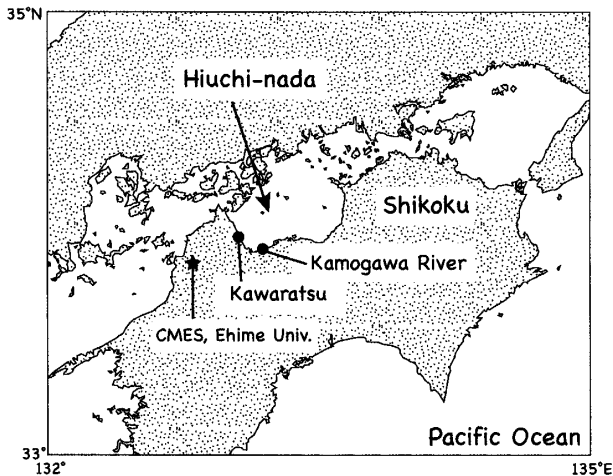 35°N
Hiuchi-nada
Shikoku
Kamogawa River
Kawaratsu
CMES, Ehime Univ.
Pacific Ocean
33°
132°
135°E